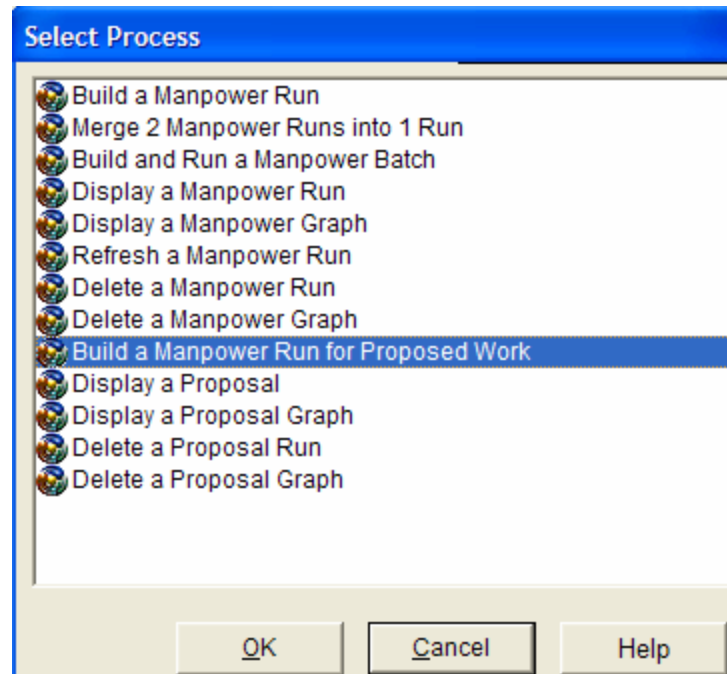 Select Process
Build a Manpower Run
Merge 2 Manpower Runs into 1 Run
Build and Run a Manpower Batch
Display a Manpower Run
Display a Manpower Graph
Refresh a Manpower Run
Delete a Manpower Run
Delete a Manpower Graph
Build a Manpower Run for Proposed Work
Display a Proposal
Display a Proposal Graph
Delete a Proposal Run
Delete a Proposal Graph
OK Cancel Help